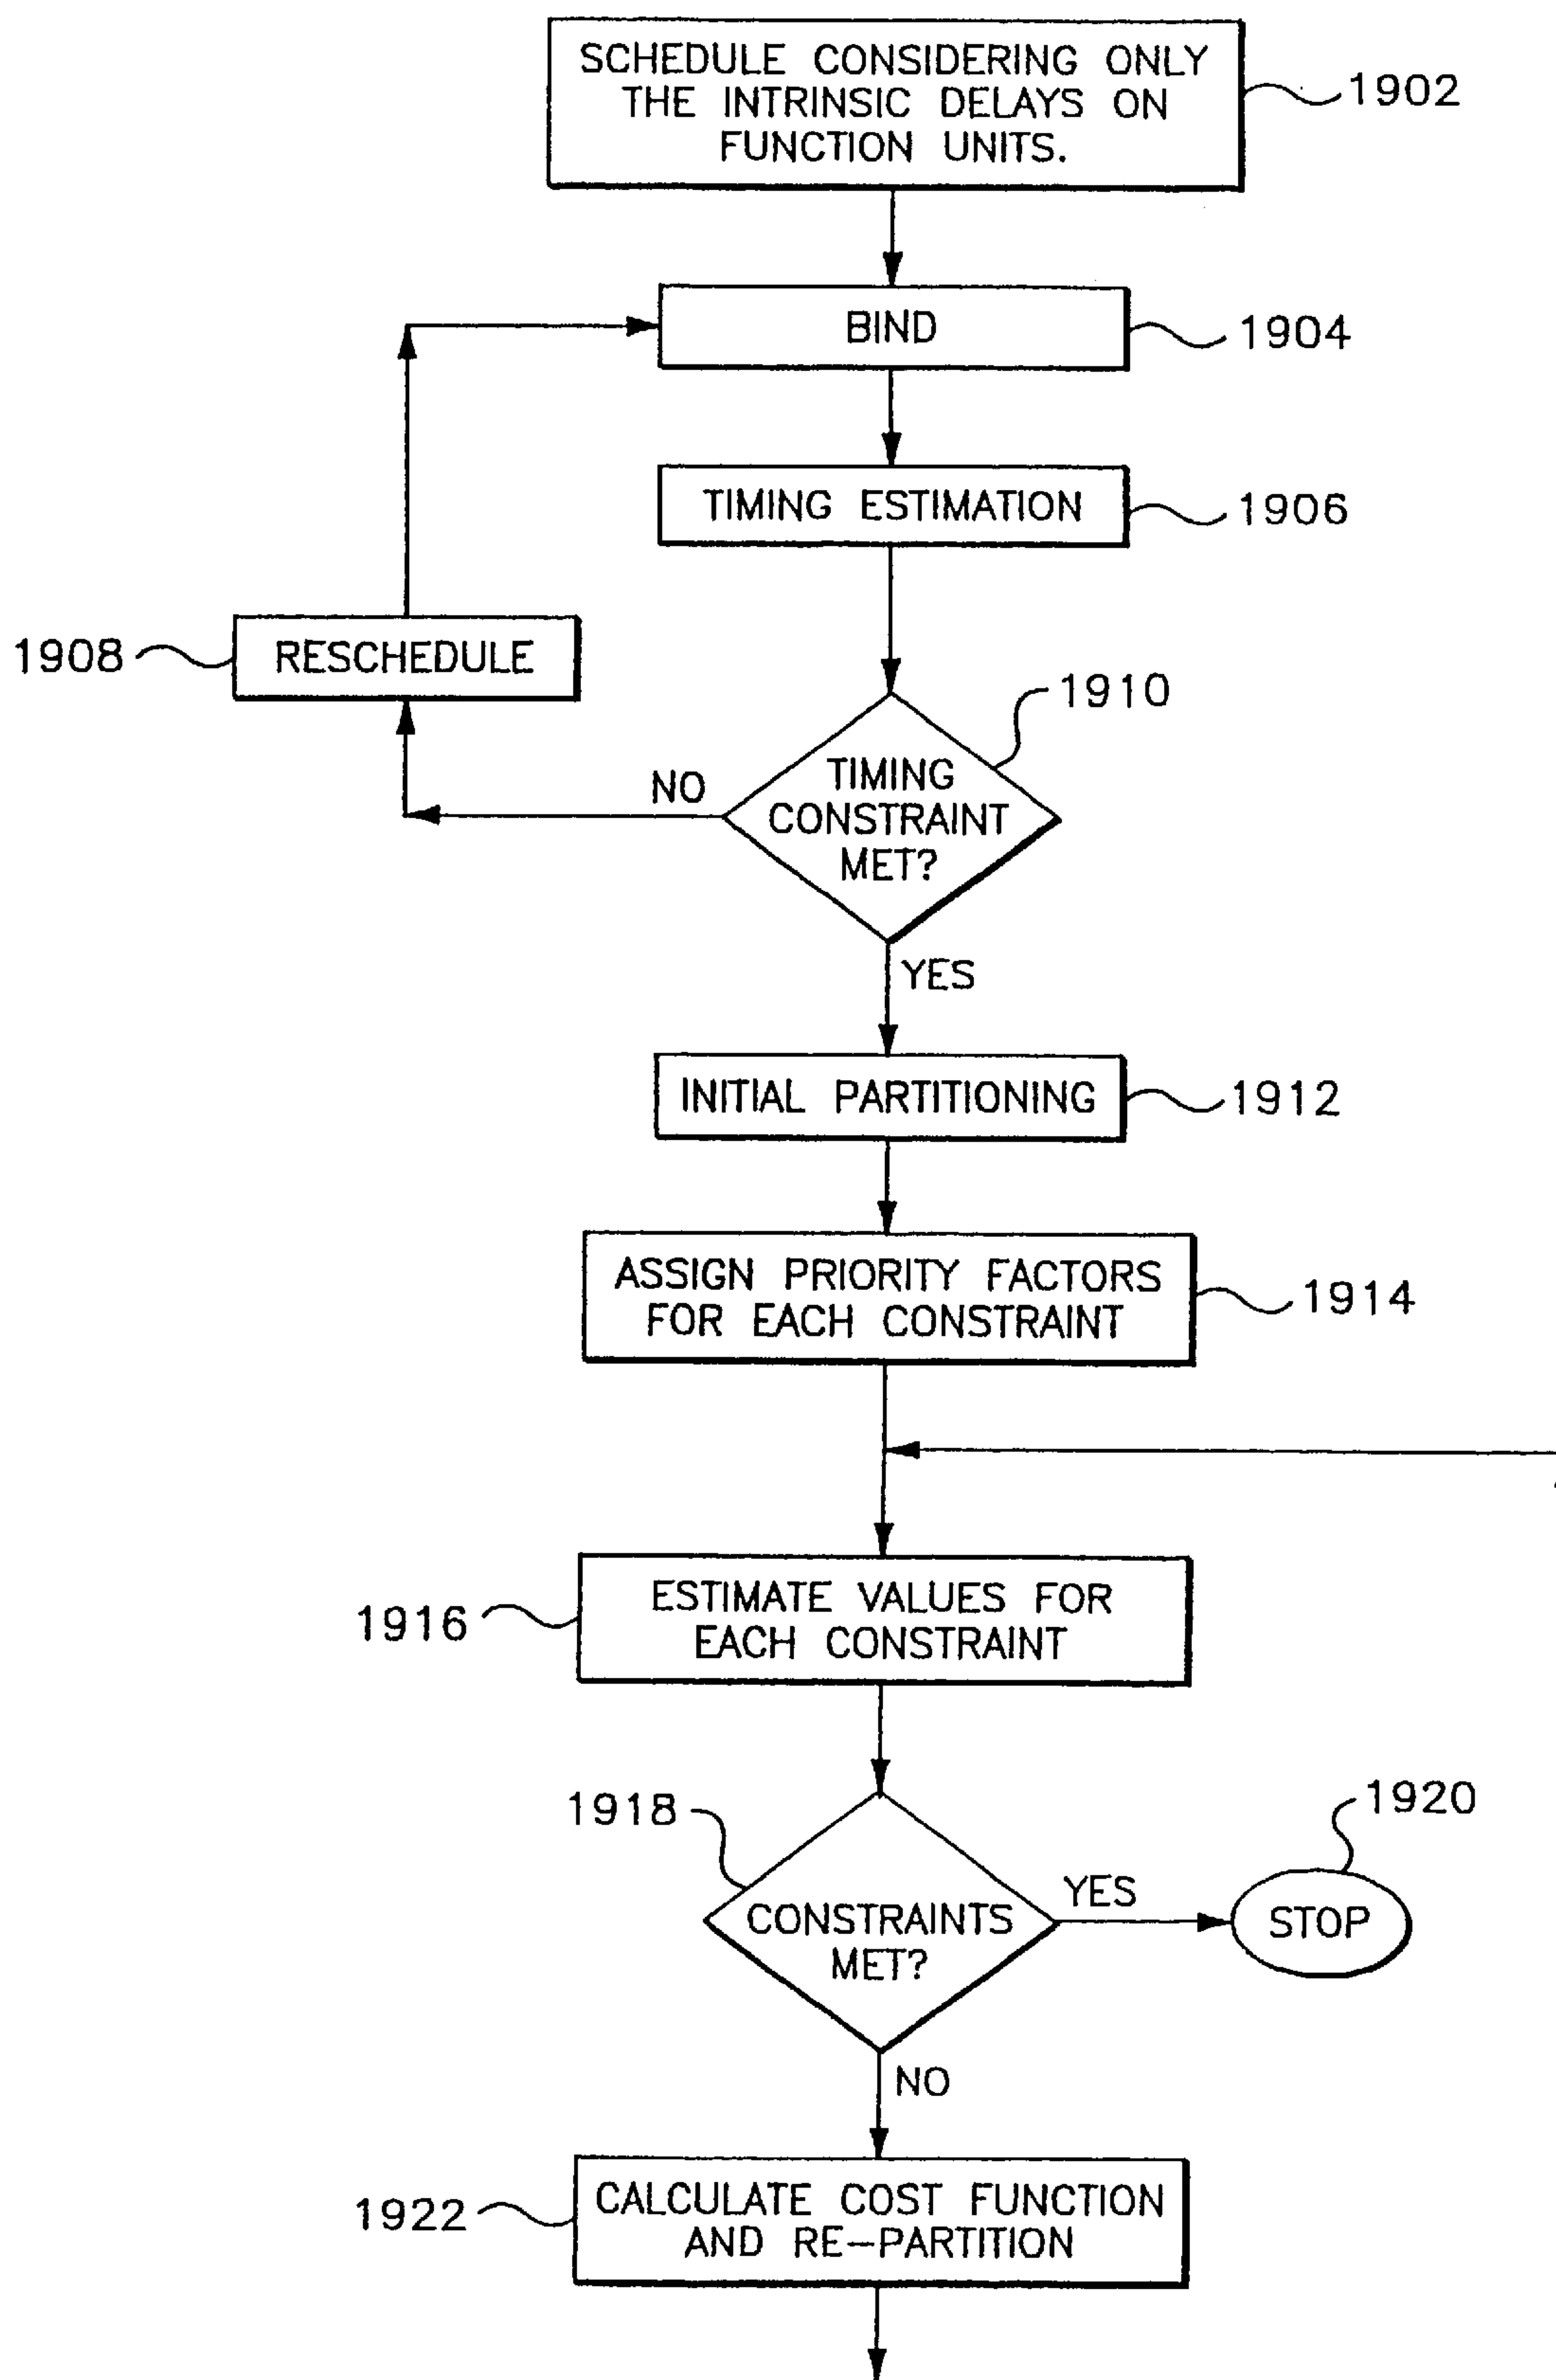 SCHEDULE CONSIDERING ONLY
THE INTRINSIC DELAYS ON
FUNCTION UNITS.
1902
BIND
1904
TIMING ESTIMATION
1906
1908
RESCHEDULE
1910
TIMING
CONSTRAINT
MET?
NO
YES
INITIAL PARTITIONING
1912
ASSIGN PRIORITY FACTORS
FOR EACH CONSTRAINT
1914
1916
ESTIMATE VALUES FOR
EACH CONSTRAINT
1918
CONSTRAINTS
MET?
YES
1920
STOP
NO
1922
CALCULATE COST FUNCTION
AND RE-PARTITION